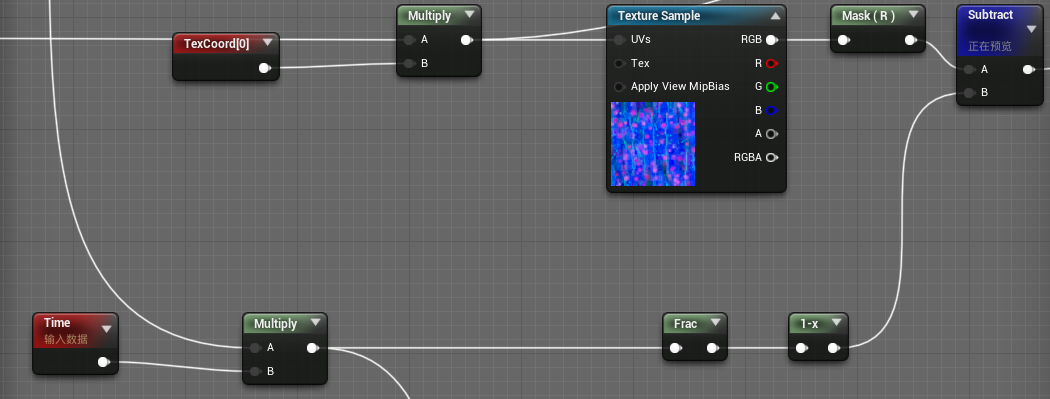 Multiply
A
B
TexCoord[0]
Texture Sample
UVs
RGB
Tex
R
Apply View MipBias
G
B
A
RGBA
Mask ( R )
Subtract
正在预览
A
B
Time
输入数据
Multiply
A
B
Frac
1-x